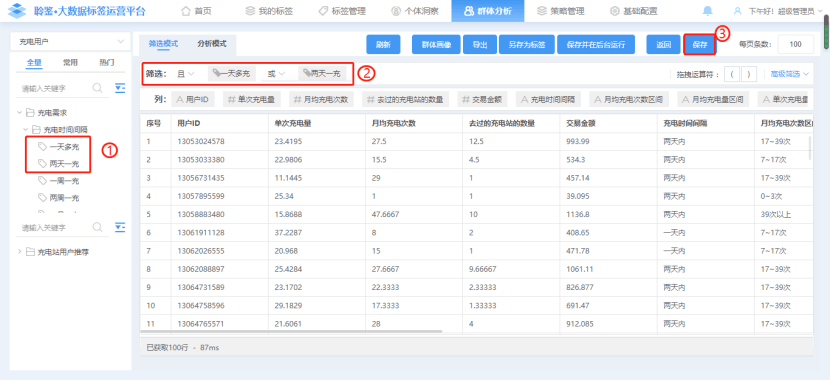 聆鉴•大数据标签运营平台 首页 我的标签 标签管理 个体洞察 群体分析 策略管理 基础配置 下午好! 超级管理员
充电用户 筛选模式 分析模式 刷新 群体画像 导出 另存为标签 保存并在后台运行 返回 保存 ③ 每页条数: 100
全量 常用 热门
筛选: 且 一天多充 或 两天一充 ② 拖拽运算符: ( ) 高级筛选
请输入关键字
列: 用户ID # 单次充电量 # 月均充电次数 # 去过的充电站的数量 # 交易金额 A 充电时间间隔 A 月均充电次数区间 A 月均充电量区间 A 单次充电量
充电需求
充电时间间隔
一天多充
两天一充 ①
一周一充
两周一充
请输入关键字
充电站用户推荐
序号 用户ID 单次充电量 月均充电次数 去过的充电站的数量 交易金额 充电时间间隔 月均充电次数区
1 13053024578 23.4195 27.5 12.5 993.99 两天内 17~39次
2 13053033380 22.9806 15.5 4.5 534.3 两天内 7~17次
3 13056731435 11.1445 29 1 457.14 两天内 17~39次
4 13057895599 25.34 1 1 39.095 两天内 0~3次
5 13058883480 15.8688 47.6667 10 1136.8 两天内 39次以上
6 13061911128 37.2287 8 2 408.65 一天内 7~17次
7 13062026555 20.968 15 1 471.78 一天内 7~17次
8 13062088897 25.4284 27.6667 9.66667 1061.11 两天内 17~39次
9 13064731589 23.1702 22.3333 2.33333 826.877 两天内 17~39次
10 13064758596 29.1829 17.3333 1.33333 691.47 两天内 17~39次
11 13064765571 21.6061 28 4 912.085 两天内 17~39次
已获取100行 - 87ms